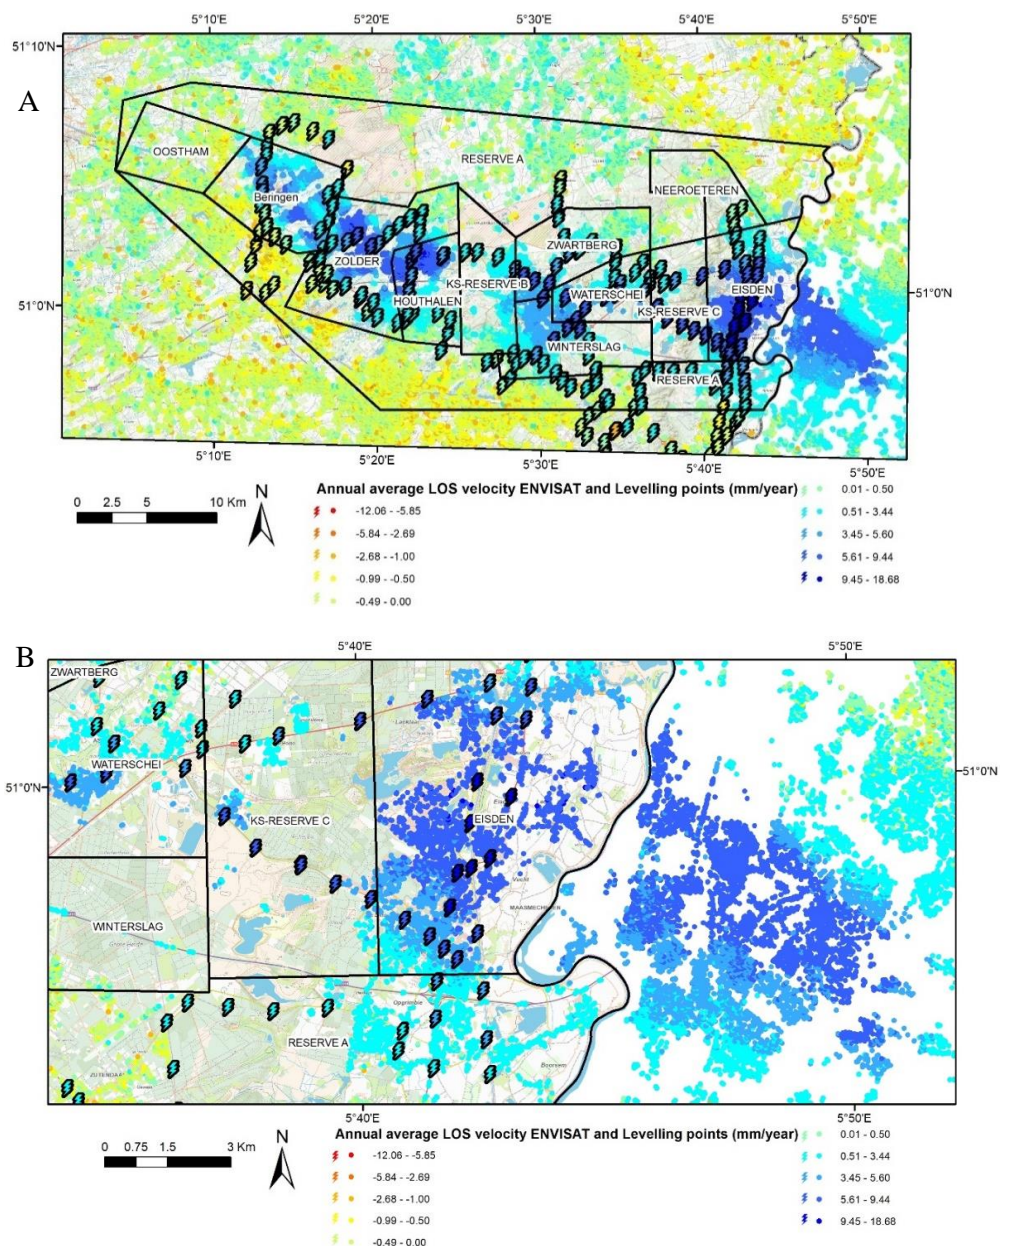 5°10'E 5°20'E 5°30'E 5°40'E 5°50'E
51°10'N
A
OOSTHAM
RESERVE A
Beringen
NEEROETEREN
ZWARTBERG
ZOLDER
KS-RESERVE B
EISDEN
51°0'N
51°0'N
HOUTHALEN
WATERSCHEI
KS-RESERVE C
WINTERSLAG
RESERVE A
5°10'E 5°20'E 5°30'E 5°40'E 5°50'E
0 2.5 5 10 Km
N
Annual average LOS velocity ENVISAT and Levelling points (mm/year)
-12.06 - -5.85
-5.84 - -2.69
-2.68 - -1.00
-0.99 - -0.50
-0.49 - 0.00
0.01 - 0.50
0.51 - 3.44
3.45 - 5.60
5.61 - 9.44
9.45 - 18.68
B
5°40'E 5°50'E
ZWARTBERG
WATERSCHEI
51°0'N
51°0'N
KS-RESERVE C
EISDEN
WINTERSLAG
Opgrimbie
RESERVE A
Boorsem
5°40'E 5°50'E
0 0.75 1.5 3 Km
N
Annual average LOS velocity ENVISAT and Levelling points (mm/year)
-12.06 - -5.85
-5.84 - -2.69
-2.68 - -1.00
-0.99 - -0.50
-0.49 - 0.00
0.01 - 0.50
0.51 - 3.44
3.45 - 5.60
5.61 - 9.44
9.45 - 18.68